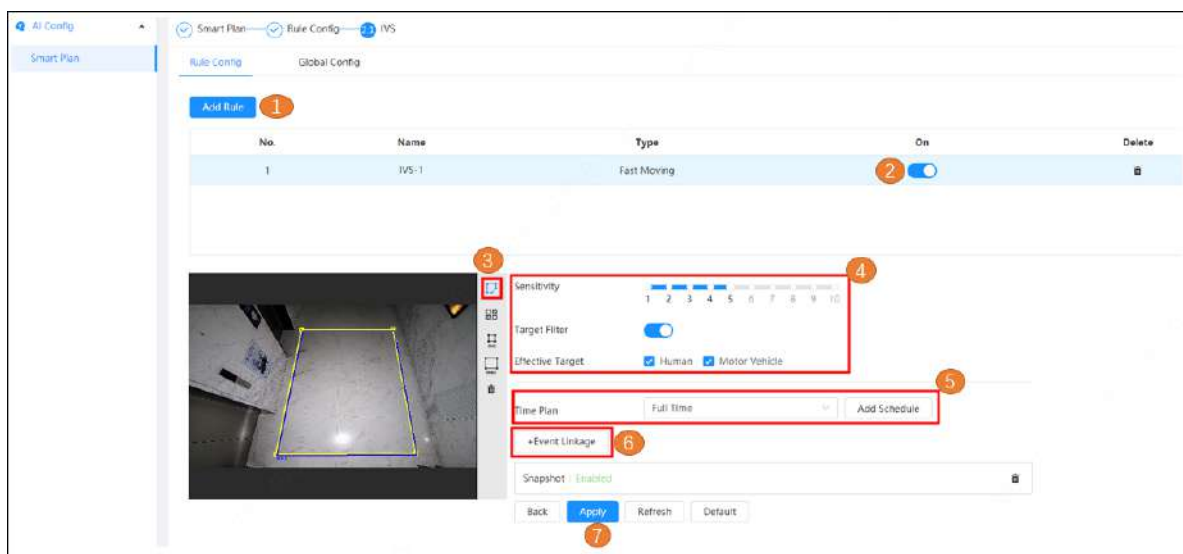 AI Config
Smart Plan
Smart Plan Rule Config IVS
Rule Config Global Config
Add Rule 1
No. Name Type On Delete
1 IVS-1 Fast Moving 2
3
4
Sensitivity
1 2 3 4 5 6 7 8 9 10
Target Filter
Effective Target Human Motor Vehicle
5
Time Plan Full Time Add Schedule
+Event Linkage 6
Snapshot : Enabled
Back Apply Refresh Default
7